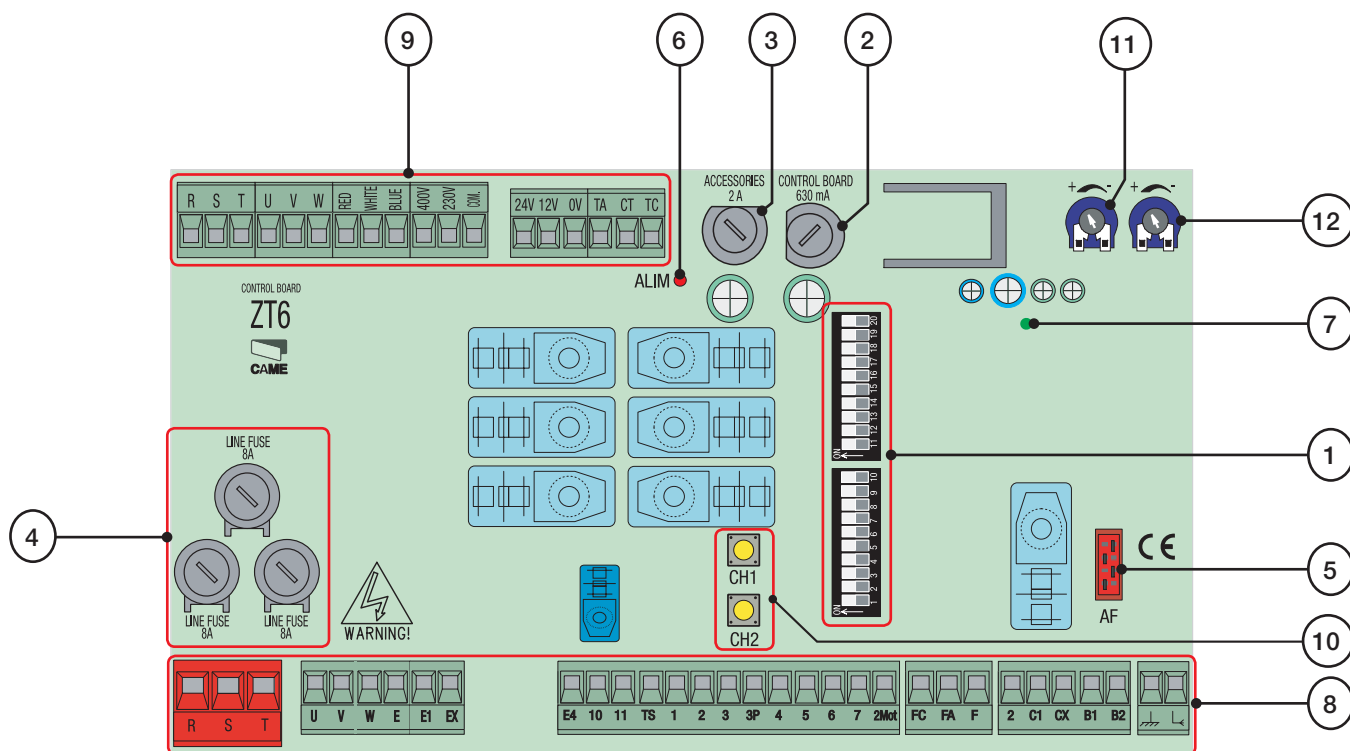 9
6
3
2
11
R S T U V W RED WHITE BLUE 400V 230V COM.
24V 12V 0V TA CT TC
ACCESSORIES
2 A
CONTROL BOARD
630 mA
+ -
+ -
12
ALIM
CONTROL BOARD
ZT6
CAME
7
20
19
18
17
16
15
14
13
12
11
ON
1
LINE FUSE
8A
4
LINE FUSE
8A
LINE FUSE
8A
WARNING!
10
9
8
7
6
5
4
3
2
1
ON
CH1
CH2
CE
5
AF
10
R S T
U V W E E1 EX
E4 10 11 TS 1 2 3 3P 4 5 6 7 2Mot
FC FA F
2 C1 CX B1 B2
8